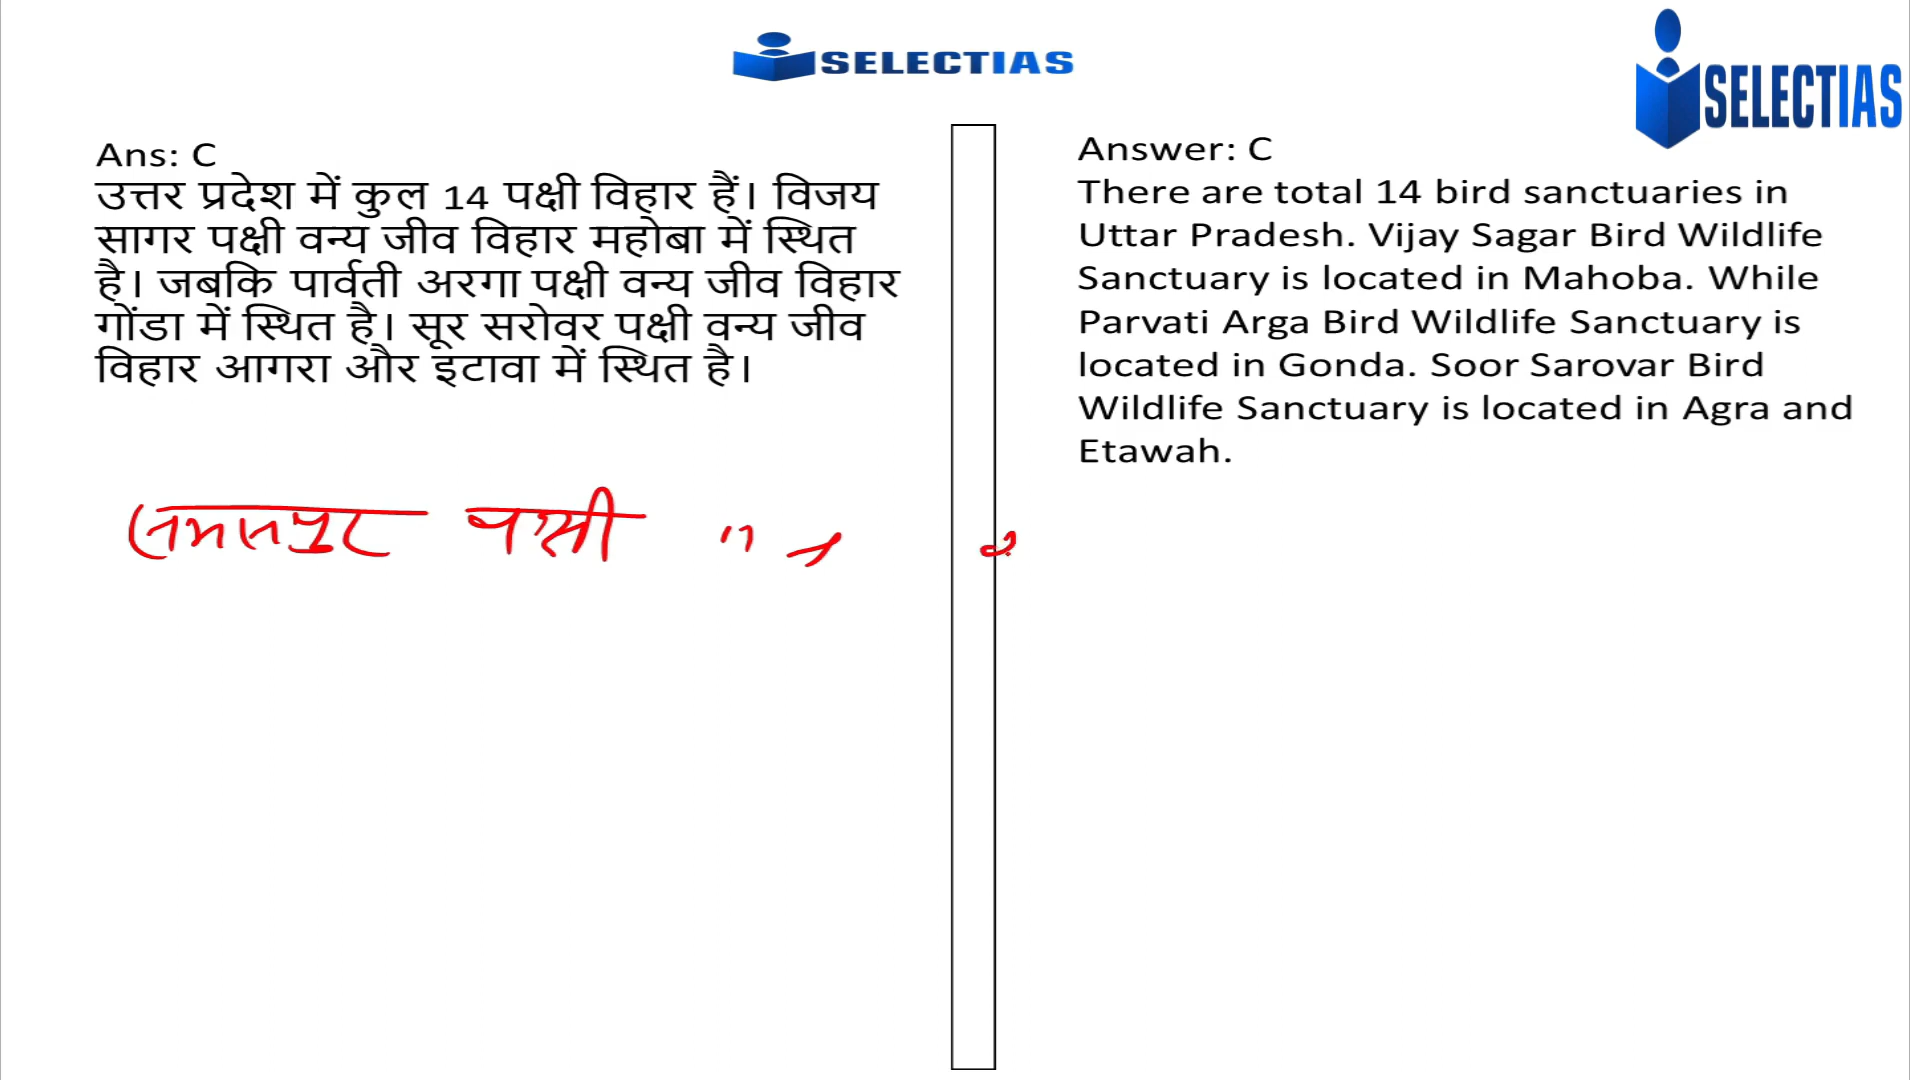 SELECTIAS
SELECTIAS
Ans: C
उत्तर प्रदेश में कुल 14 पक्षी विहार हैं। विजय
सागर पक्षी वन्य जीव विहार महोबा में स्थित
है। जबकि पार्वती अरगा पक्षी वन्य जीव विहार
गोंडा में स्थित है। सूर सरोवर पक्षी वन्य जीव
विहार आगरा और इटावा में स्थित है।
समसपुर पक्षी
Answer: C
There are total 14 bird sanctuaries in
Uttar Pradesh. Vijay Sagar Bird Wildlife
Sanctuary is located in Mahoba. While
Parvati Arga Bird Wildlife Sanctuary is
located in Gonda. Soor Sarovar Bird
Wildlife Sanctuary is located in Agra and
Etawah.